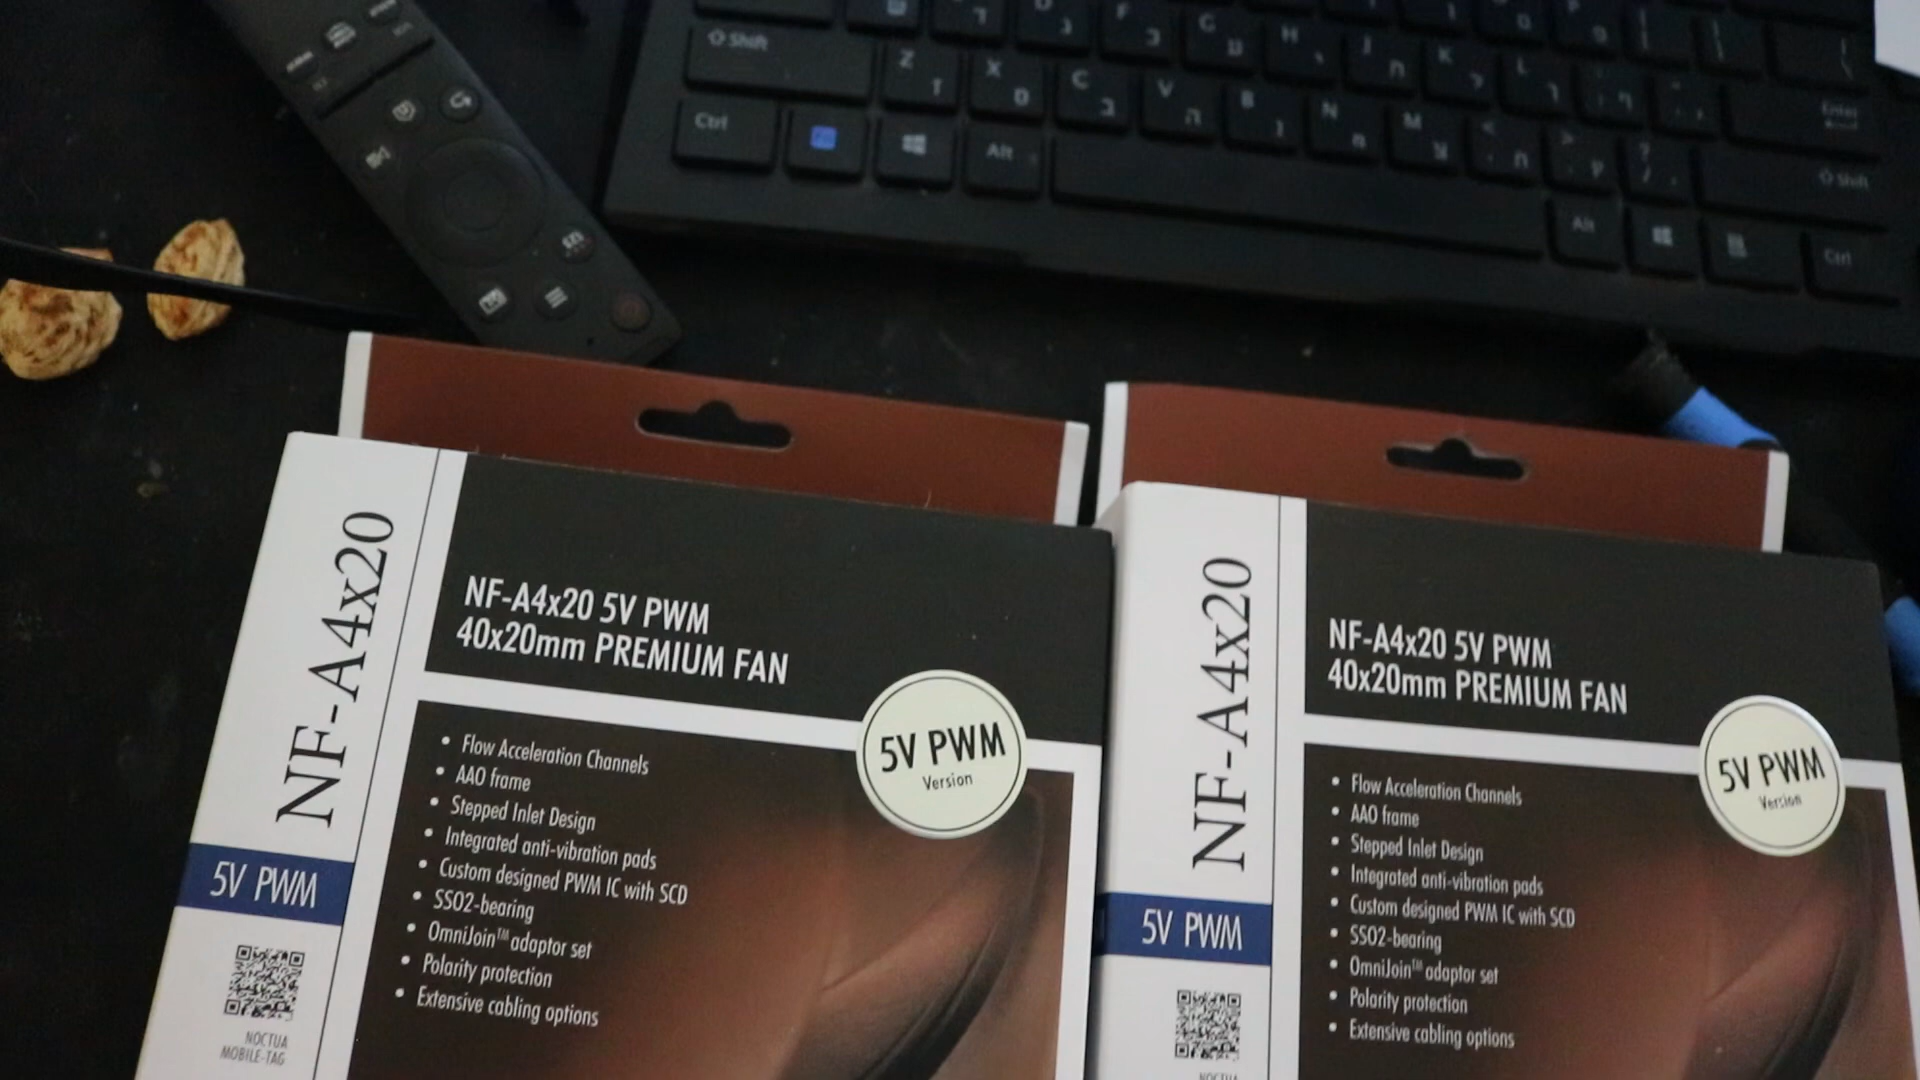 Shift
Z ז
X ס
C ב
V ה
B נ
N מ
M צ
Ctrl
Alt
Enter
Shift
Alt
Ctrl
NF-A4x20
5V PWM
NOCTUA
MOBILE-TAG
NF-A4x20 5V PWM
40x20mm PREMIUM FAN
5V PWM
Version
• Flow Acceleration Channels
• AAO frame
• Stepped Inlet Design
• Integrated anti-vibration pads
• Custom designed PWM IC with SCD
• SSO2-bearing
• OmniJoin™ adaptor set
• Polarity protection
• Extensive cabling options
NF-A4x20
5V PWM
NOCTUA
NF-A4x20 5V PWM
40x20mm PREMIUM FAN
5V PWM
Version
• Flow Acceleration Channels
• AAO frame
• Stepped Inlet Design
• Integrated anti-vibration pads
• Custom designed PWM IC with SCD
• SSO2-bearing
• OmniJoin™ adaptor set
• Polarity protection
• Extensive cabling options